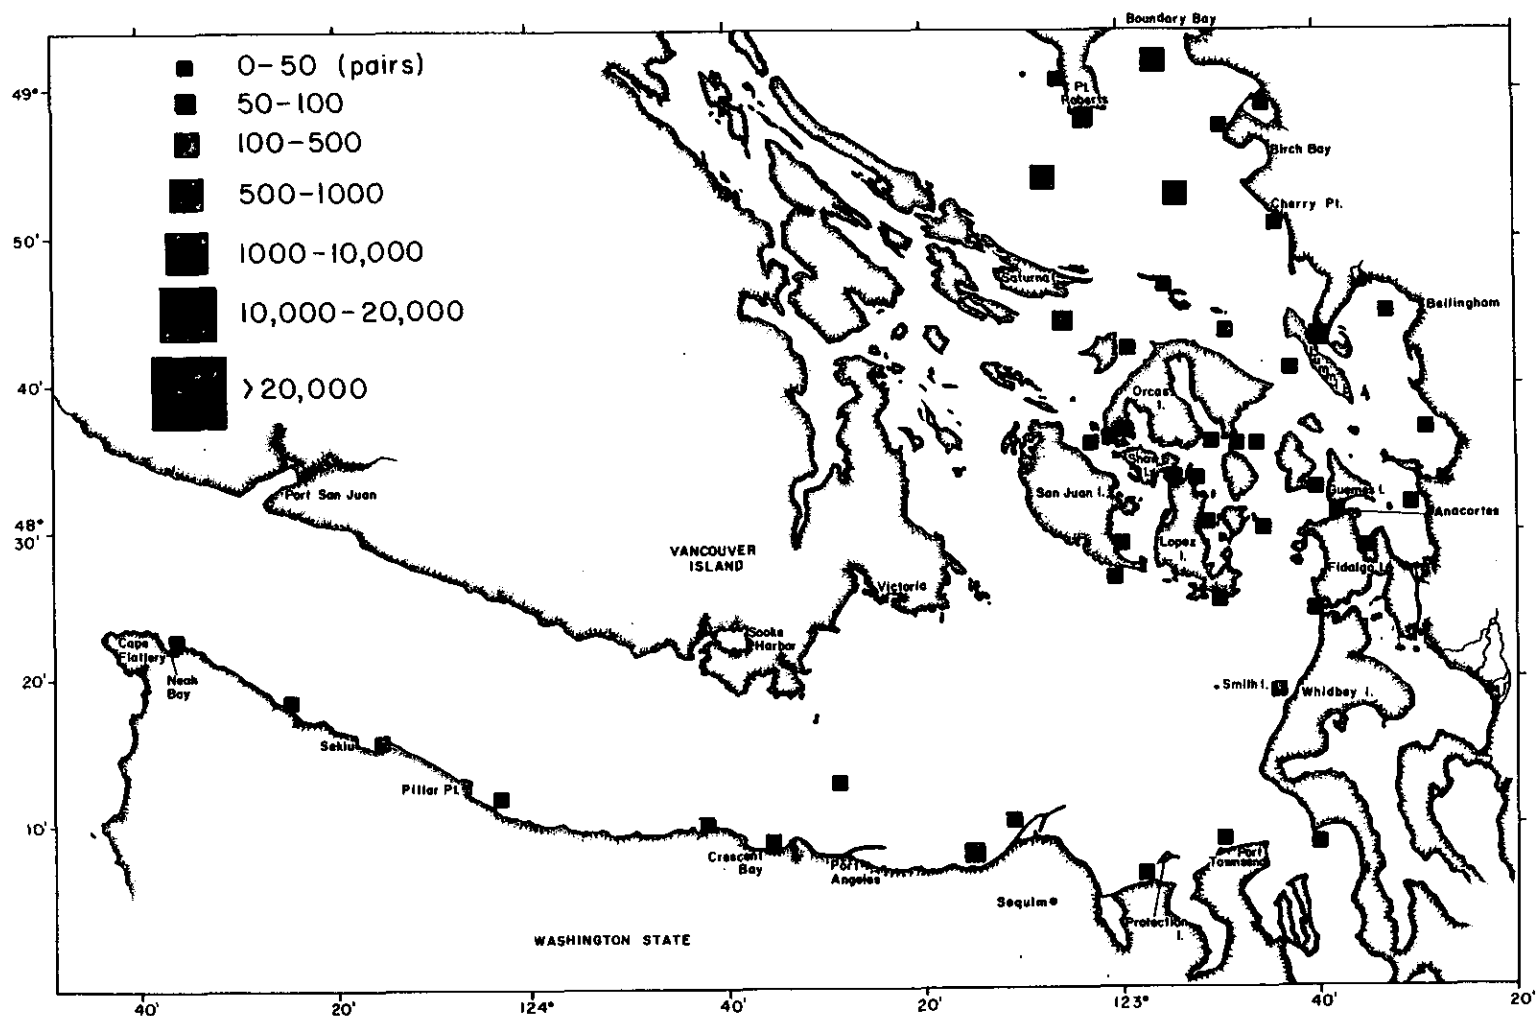 Boundary Bay
0-50 (pairs)
50-100
100-500
500-1000
1000-10,000
10,000-20,000
>20,000
49°
50'
40'
48°
30'
20'
10'
Pt. Roberts
Birch Bay
Cherry Pt.
Saturna I.
Bellingham
Orcas I.
Shaw I.
San Juan I.
Guemes I.
Anacortes
Lopez I.
Fidalgo I.
Port San Juan
VANCOUVER
ISLAND
Victoria
Sooke
Harbor
Cape
Flattery
Neah
Bay
Smith I.
Whidbey I.
Sekiu
Pillar Pt.
Crescent
Bay
Port
Angeles
Port
Townsend
Sequim
Protection
I.
WASHINGTON STATE
40'
20'
124°
40'
20'
123°
40'
20'